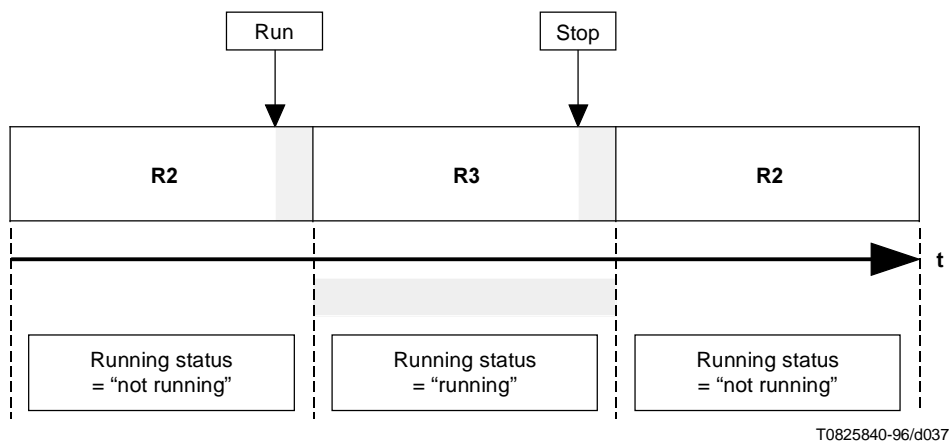 Run
Stop
R2
R3
R2
t
Running status
= “not running”
Running status
= “running”
Running status
= “not running”
T0825840-96/d037